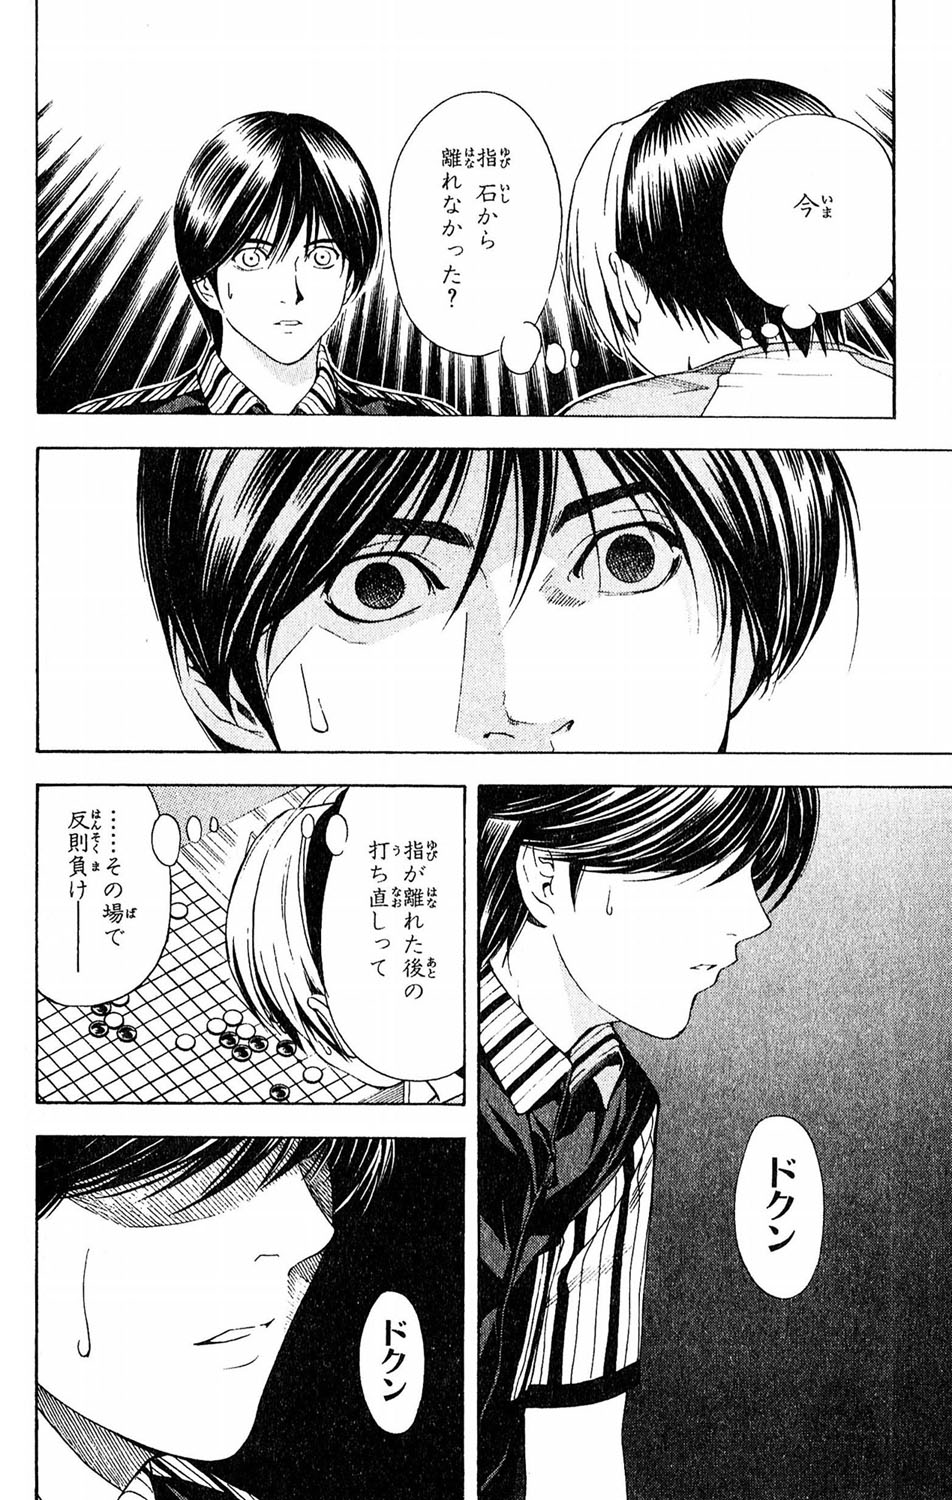 今
指 石から
離れなかった?
ドクン
指が離れた後の
打ち直しって
……その場で
反則負け――
ドクン